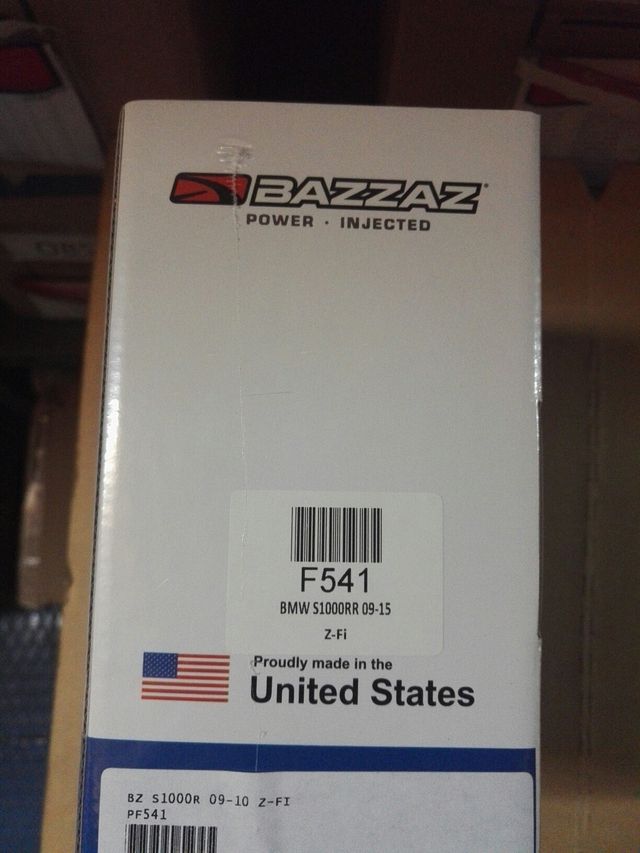 BAZZAZ
POWER · INJECTED
F541
BMW S1000RR 09-15
Z-Fi
Proudly made in the
United States
BZ S1000R 09-10 Z-FI
PF541